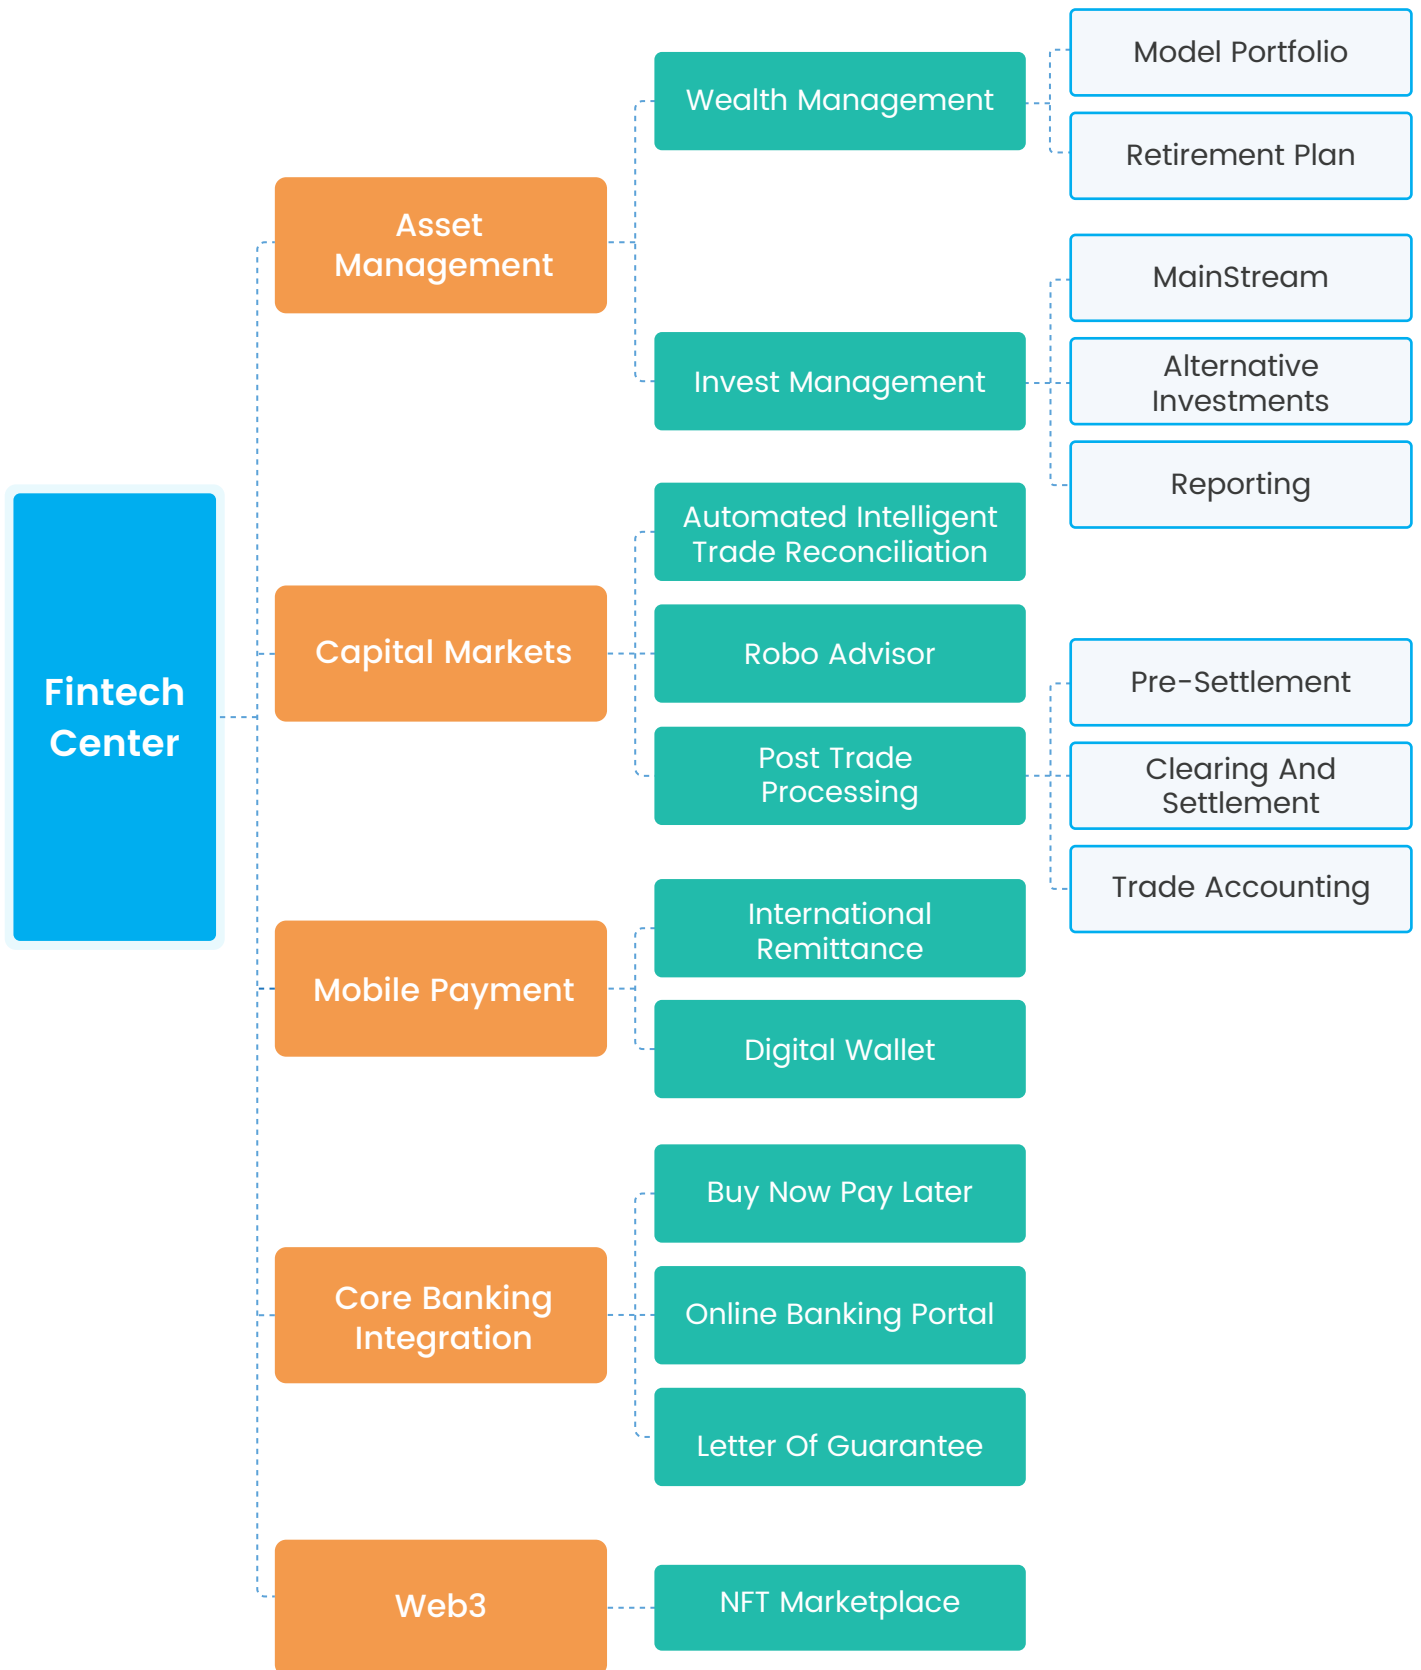 Fintech
Center
Asset
Management
Wealth Management
Model Portfolio
Retirement Plan
Invest Management
MainStream
Alternative
Investments
Reporting
Capital Markets
Automated Intelligent
Trade Reconciliation
Robo Advisor
Post Trade
Processing
Pre-Settlement
Clearing And
Settlement
Trade Accounting
Mobile Payment
International
Remittance
Digital Wallet
Core Banking
Integration
Buy Now Pay Later
Online Banking Portal
Letter Of Guarantee
Web3
NFT Marketplace